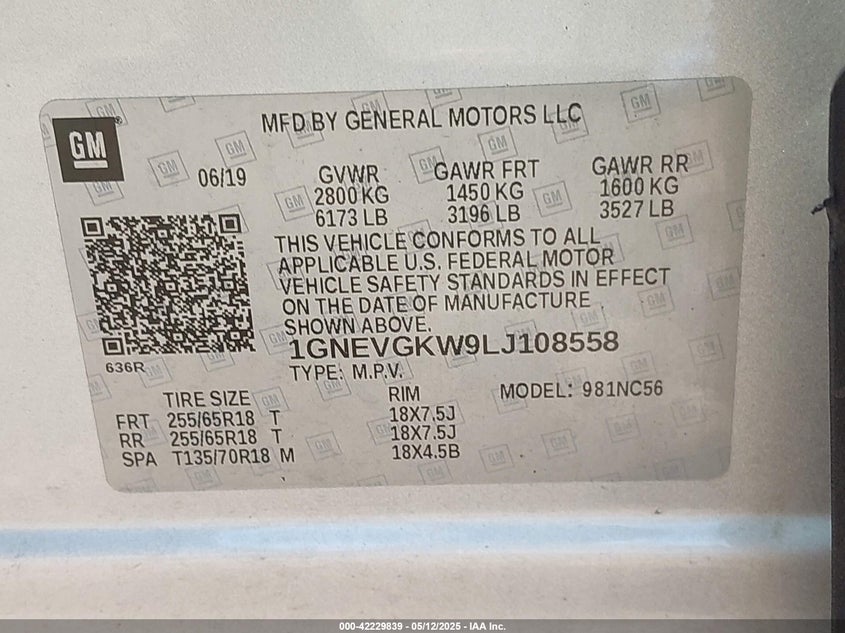 GM
MFD BY GENERAL MOTORS LLC
06/19
GVWR GAWR FRT GAWR RR
2800 KG 1450 KG 1600 KG
6173 LB 3196 LB 3527 LB
THIS VEHICLE CONFORMS TO ALL
APPLICABLE U.S. FEDERAL MOTOR
VEHICLE SAFETY STANDARDS IN EFFECT
ON THE DATE OF MANUFACTURE
SHOWN ABOVE.
636R
1GNEVGKW9LJ108558
TYPE: M.P.V.
TIRE SIZE RIM MODEL: 981NC56
FRT 255/65R18 T 18X7.5J
RR 255/65R18 T 18X7.5J
SPA T135/70R18 M 18X4.5B
000-42229839 - 05/12/2025 - IAA Inc.